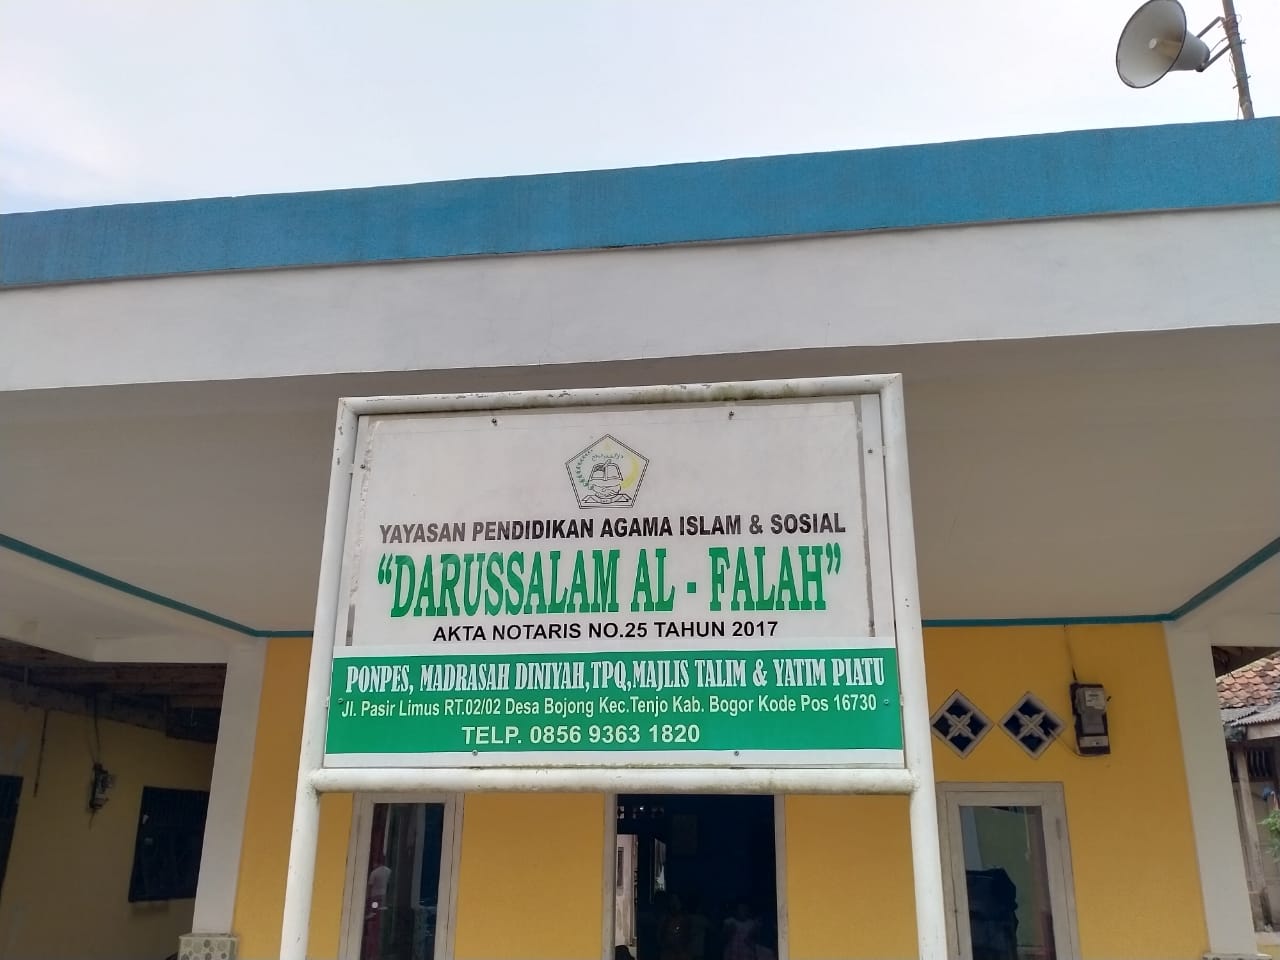 YAYASAN PENDIDIKAN AGAMA ISLAM & SOSIAL
“DARUSSALAM AL - FALAH”
AKTA NOTARIS NO.25 TAHUN 2017
PONPES, MADRASAH DINIYAH,TPQ,MAJLIS TALIM & YATIM PIATU
Jl. Pasir Limus RT.02/02 Desa Bojong Kec.Tenjo Kab. Bogor Kode Pos 16730
TELP. 0856 9363 1820